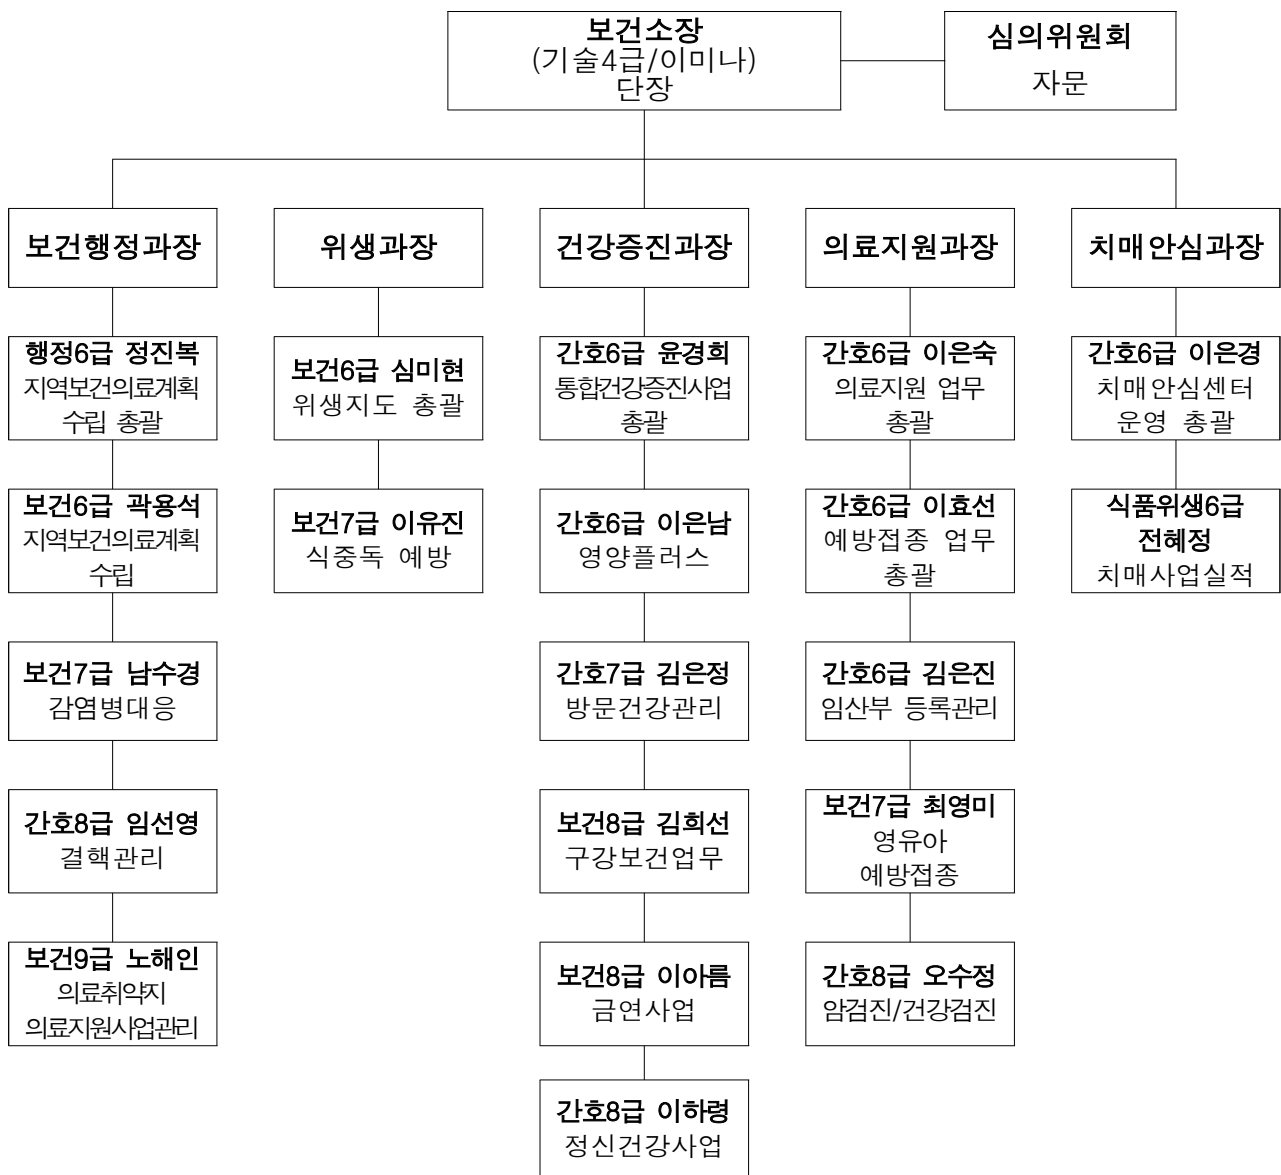 보건소장
(기술4급/이미나)
단장
심의위원회
자문
보건행정과장
위생과장
건강증진과장
의료지원과장
치매안심과장
행정6급 정진복
지역보건의료계획
수립 총괄
보건6급 심미현
위생지도 총괄
간호6급 윤경희
통합건강증진사업
총괄
간호6급 이은숙
의료지원 업무
총괄
간호6급 이은경
치매안심센터
운영 총괄
보건6급 곽용석
지역보건의료계획
수립
보건7급 이유진
식중독 예방
간호6급 이은남
영양플러스
간호6급 이효선
예방접종 업무
총괄
식품위생6급
전혜정
치매사업실적
보건7급 남수경
감염병대응
간호7급 김은정
방문건강관리
간호6급 김은진
임산부 등록관리
간호8급 임선영
결핵관리
보건8급 김희선
구강보건업무
보건7급 최영미
영유아
예방접종
보건9급 노해인
의료취약지
의료지원사업관리
보건8급 이아름
금연사업
간호8급 오수정
암검진/건강검진
간호8급 이하령
정신건강사업